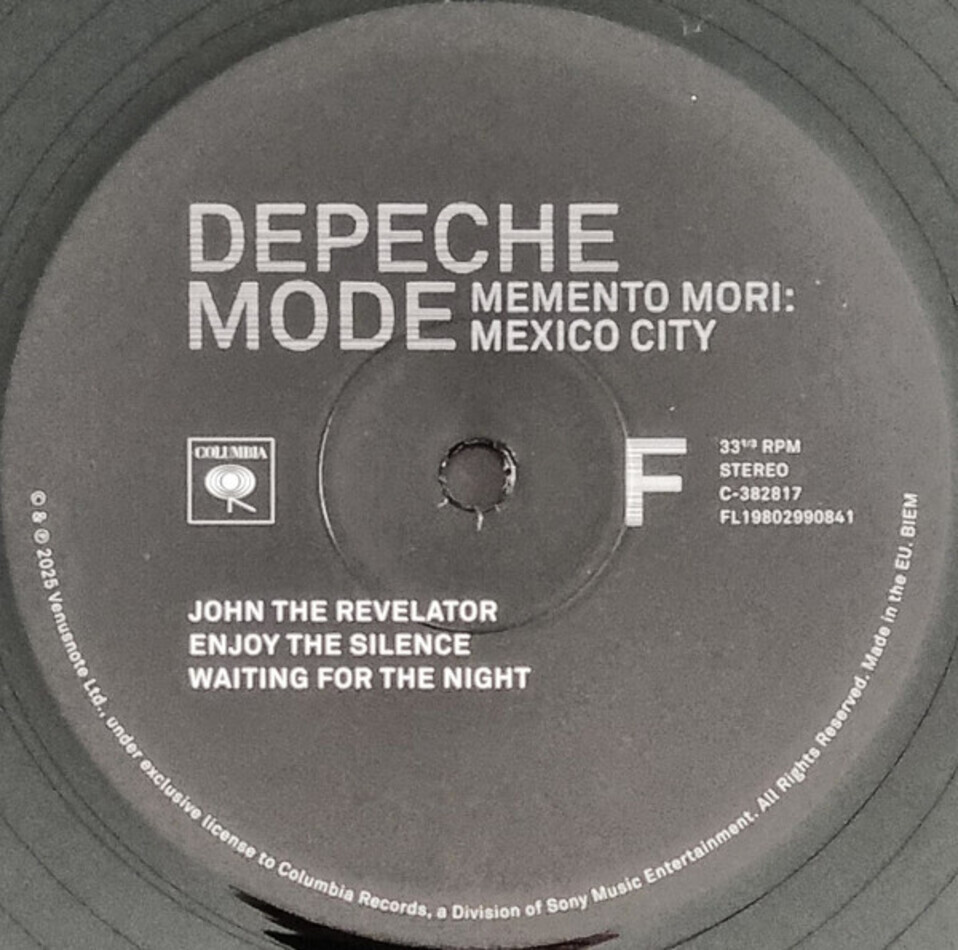 DEPECHE
MODE MEMENTO MORI:
MEXICO CITY
COLUMBIA
F
33 1/3 RPM
STEREO
C-382817
FL19802990841
JOHN THE REVELATOR
ENJOY THE SILENCE
WAITING FOR THE NIGHT
© & ℗ 2025 Venusnote Ltd., under exclusive license to Columbia Records, a Division of Sony Music Entertainment. All Rights Reserved. Made in the EU. BIEM